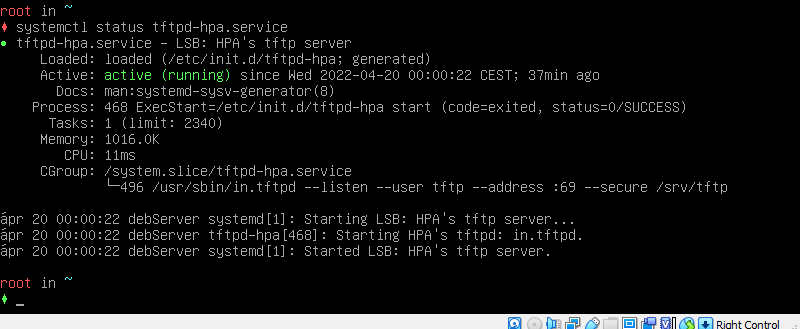 root in ~
♦ systemctl status tftpd-hpa.service
● tftpd-hpa.service - LSB: HPA's tftp server
Loaded: loaded (/etc/init.d/tftpd-hpa; generated)
Active: active (running) since Wed 2022-04-20 00:00:22 CEST; 37min ago
Docs: man:systemd-sysv-generator(8)
Process: 468 ExecStart=/etc/init.d/tftpd-hpa start (code=exited, status=0/SUCCESS)
Tasks: 1 (limit: 2340)
Memory: 1016.0K
CPU: 11ms
CGroup: /system.slice/tftpd-hpa.service
└─496 /usr/sbin/in.tftpd --listen --user tftp --address :69 --secure /srv/tftp
ápr 20 00:00:22 debServer systemd[1]: Starting LSB: HPA's tftp server...
ápr 20 00:00:22 debServer tftpd-hpa[468]: Starting HPA's tftpd: in.tftpd.
ápr 20 00:00:22 debServer systemd[1]: Started LSB: HPA's tftp server.
root in ~
♦ _
Right Control